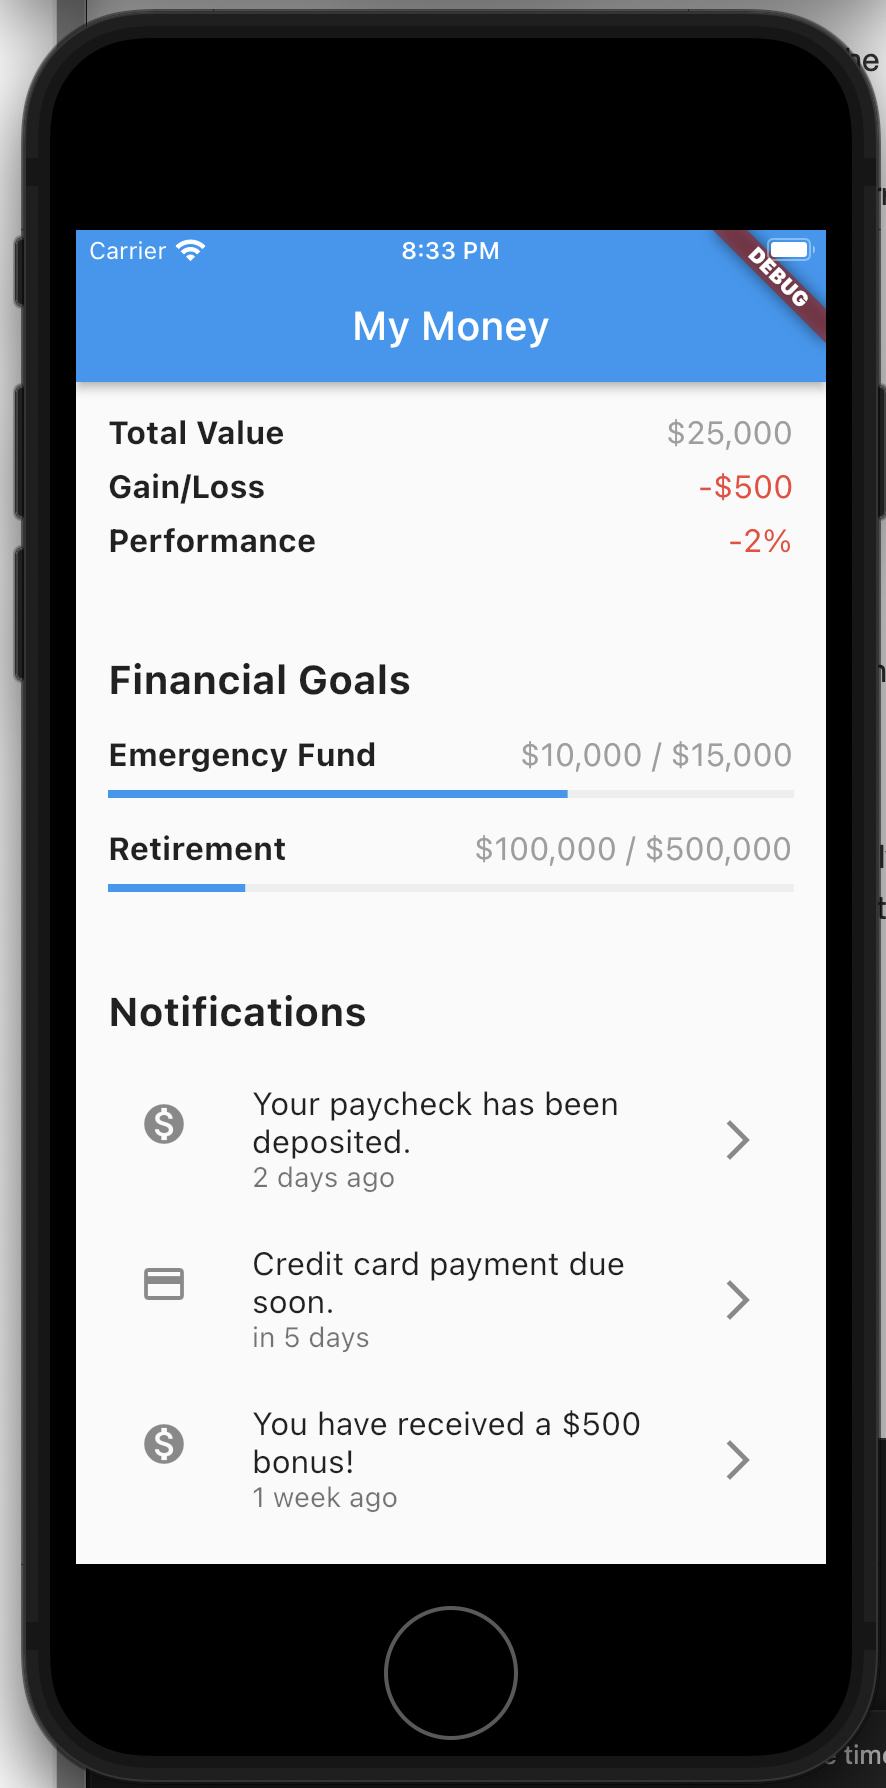 Carrier 8:33 PM
DEBUG
My Money
Total Value $25,000
Gain/Loss -$500
Performance -2%
Financial Goals
Emergency Fund $10,000 / $15,000
Retirement $100,000 / $500,000
Notifications
Your paycheck has been
deposited.
2 days ago
Credit card payment due
soon.
in 5 days
You have received a $500
bonus!
1 week ago